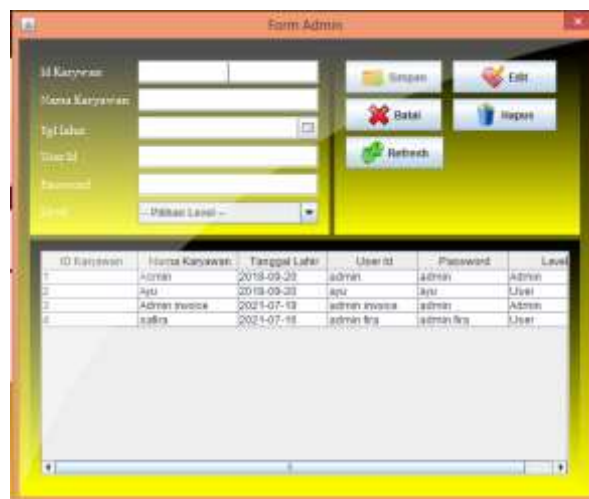 Form Admin
Id Karyawan
Nama Karyawan
Tgl lahir
User Id
Password
Level
-- Pilihan Level --
Simpan
Edit
Batal
Hapus
Refresh
ID Karyawan Nama Karyawan Tanggal Lahir User Id Password Level
1 Admin 2018-09-20 admin admin Admin
2 Ayu 2018-09-20 ayu ayu User
3 Admin invoice 2021-07-19 admin invoice admin Admin
4 safira 2021-07-16 admin fira admin fira User